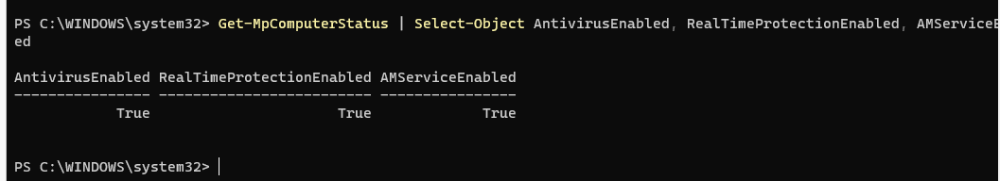 PS C:\WINDOWS\system32> Get-MpComputerStatus | Select-Object AntivirusEnabled, RealTimeProtectionEnabled, AMServiceE
ed

AntivirusEnabled RealTimeProtectionEnabled AMServiceEnabled
---------------- ------------------------- ----------------
            True                      True             True

PS C:\WINDOWS\system32>